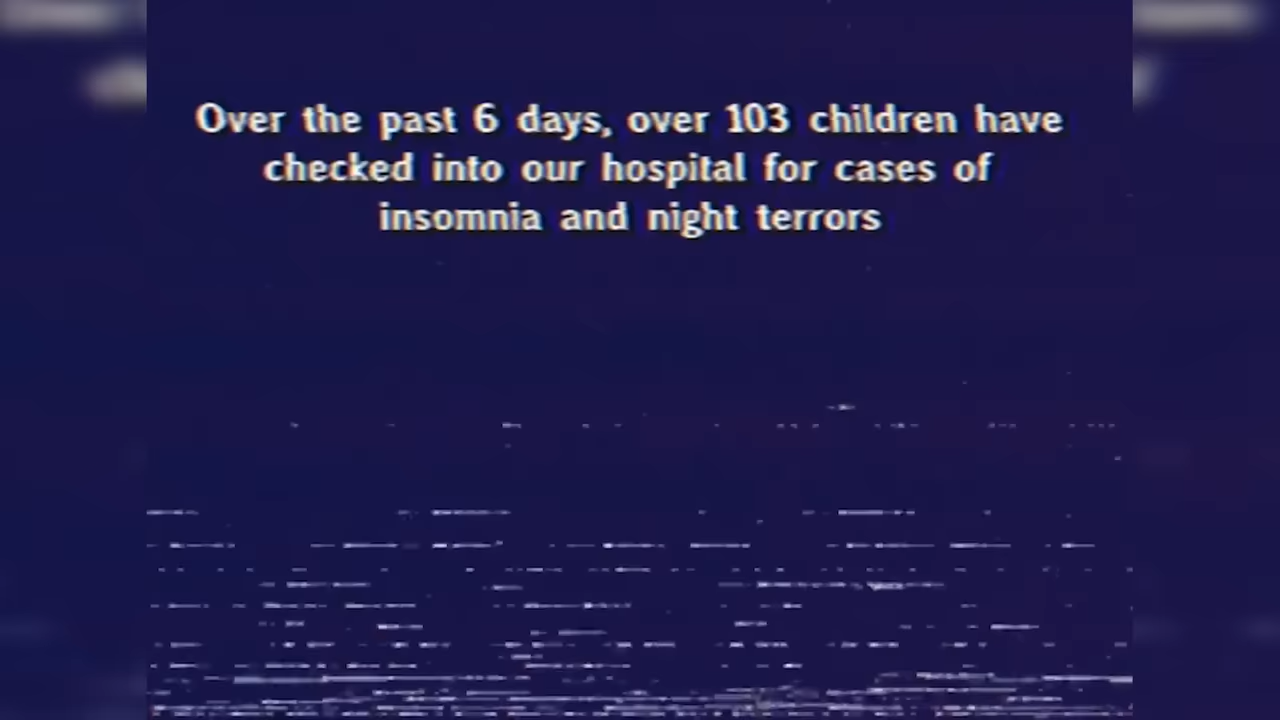 Over the past 6 days, over 103 children have
checked into our hospital for cases of
insomnia and night terrors